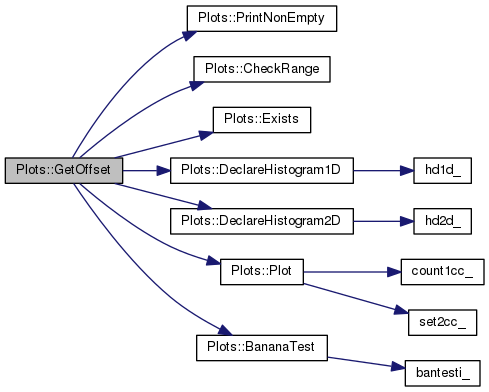 Plots::PrintNonEmpty
Plots::CheckRange
Plots::Exists
Plots::GetOffset
Plots::DeclareHistogram1D
hd1d_
Plots::DeclareHistogram2D
hd2d_
Plots::Plot
count1cc_
set2cc_
Plots::BananaTest
bantesti_